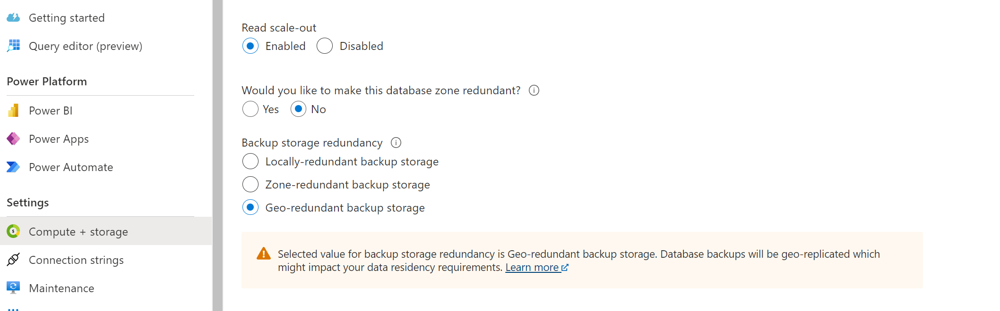 Getting started
Query editor (preview)
Power Platform
Power BI
Power Apps
Power Automate
Settings
Compute + storage
Connection strings
Maintenance
Read scale-out
Enabled Disabled
Would you like to make this database zone redundant?
Yes No
Backup storage redundancy
Locally-redundant backup storage
Zone-redundant backup storage
Geo-redundant backup storage
Selected value for backup storage redundancy is Geo-redundant backup storage. Database backups will be geo-replicated which
might impact your data residency requirements. Learn more